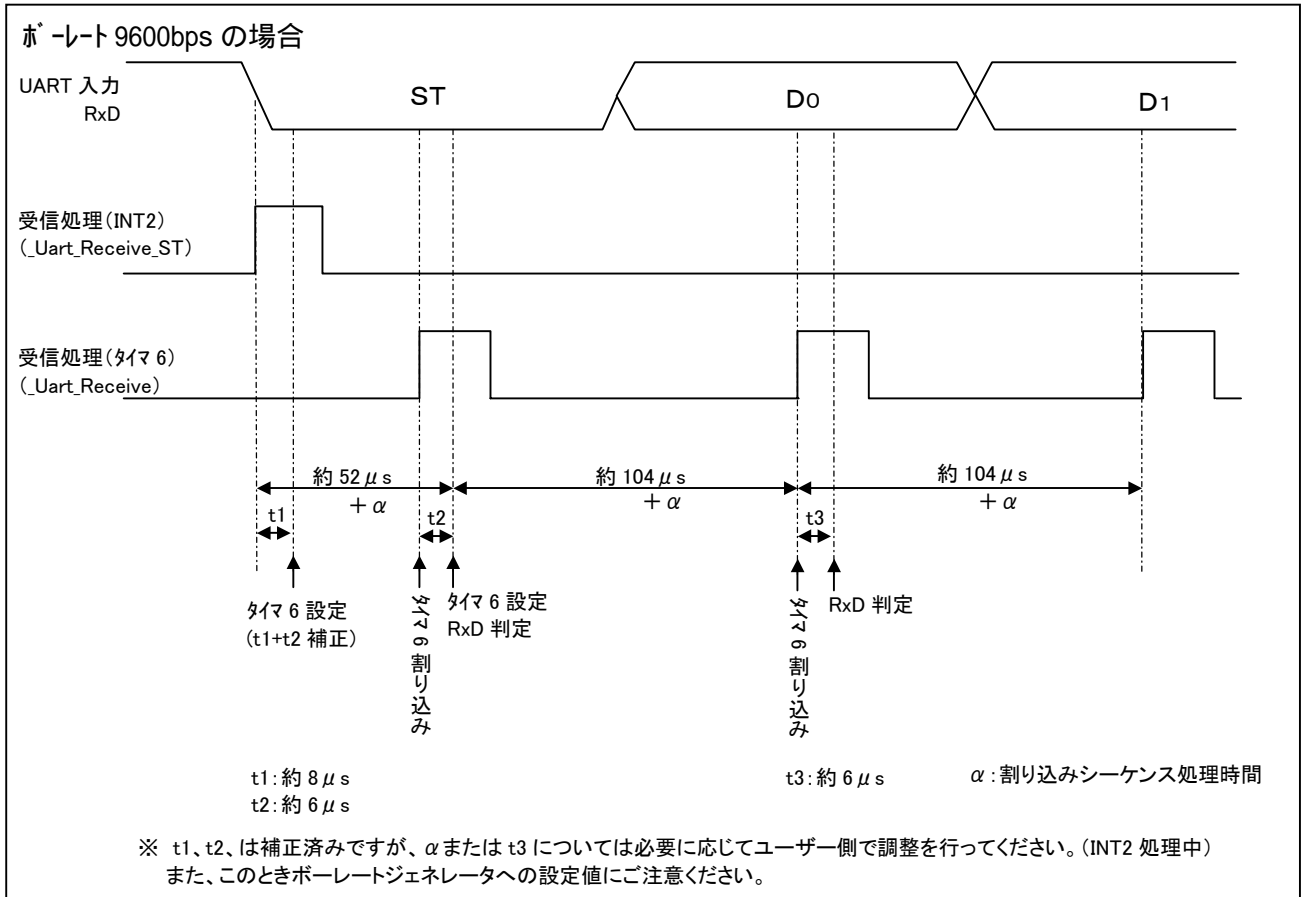 ﾎﾞｰﾚｰﾄ 9600bps の場合
UART 入力
RxD
ST
D0
D1
受信処理(INT2)
(_Uart_Receive_ST)
受信処理(ﾀｲﾏ 6)
(_Uart_Receive)
約 52μs
＋α
約 104μs
＋α
約 104μs
＋α
t1
t2
t3
ﾀｲﾏ 6 設定
(t1+t2 補正)
タイマ6割り込み
ﾀｲﾏ 6 設定
RxD 判定
タイマ6割り込み
RxD 判定
t1:約 8μs
t2:約 6μs
t3:約 6μs
α:割り込みシーケンス処理時間
※ t1、t2、は補正済みですが、αまたは t3 については必要に応じてユーザー側で調整を行ってください。(INT2 処理中)
また、このときボーレートジェネレータへの設定値にご注意ください。